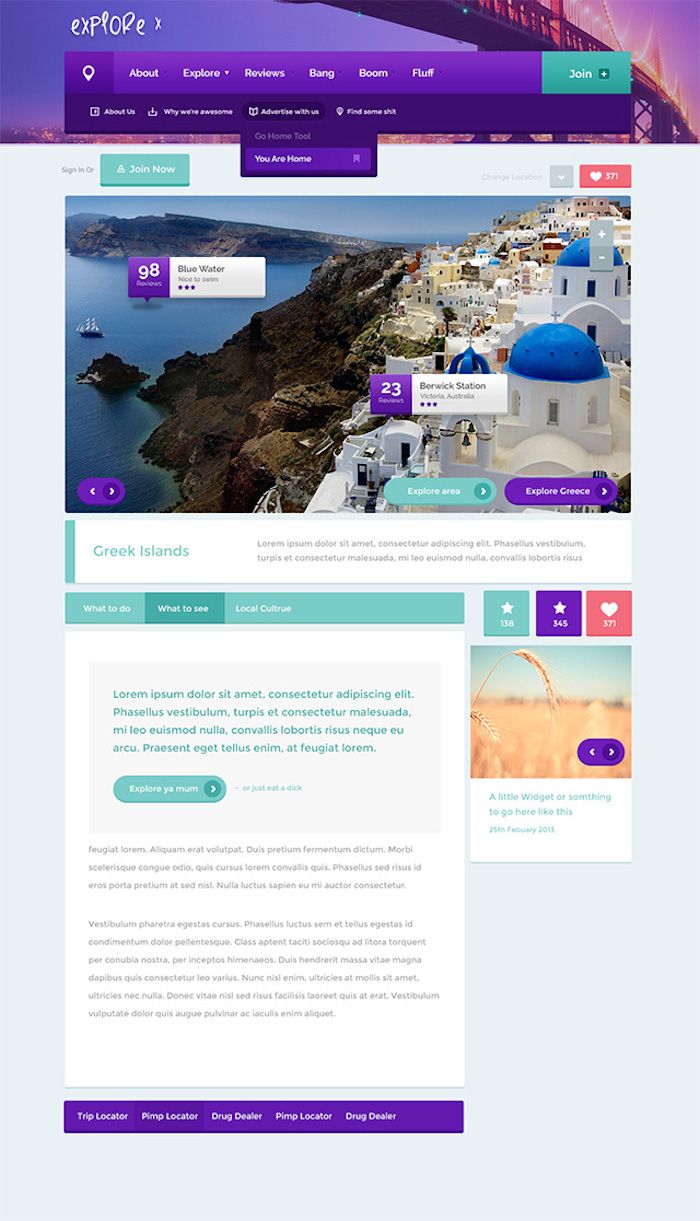 explore x
About Explore Reviews Bang Boom Fluff Join
About Us Why we're awesome Advertise with us Find some shit
Go Home Tool
You Are Home
Sign In Or Join Now
Change Location 371
+
-
98 Reviews
Blue Water
Nice to swim
23 Reviews
Berwick Station
Victoria, Australia
Explore area Explore Greece
Greek Islands
Lorem ipsum dolor sit amet, consectetur adipiscing elit. Phasellus vestibulum,
turpis et consectetur malesuada, mi leo euismod nulla, convallis lobortis risus
What to do What to see Local Cultrue
138 345 371
Lorem ipsum dolor sit amet, consectetur adipiscing elit.
Phasellus vestibulum, turpis et consectetur malesuada,
mi leo euismod nulla, convallis lobortis risus neque eu
arcu. Praesent eget tellus enim, at feugiat lorem.
Explore ya mum - or just eat a dick
feugiat lorem. Aliquam erat volutpat. Duis pretium fermentum dictum. Morbi
scelerisque congue odio, quis cursus lorem convallis quis. Phasellus sed risus id
eros porta pretium at sed nisl. Nulla luctus sapien eu mi auctor consectetur.
Vestibulum pharetra egestas cursus. Phasellus luctus sem et tellus egestas id
condimentum dolor pellentesque. Class aptent taciti sociosqu ad litora torquent
per conubia nostra, per inceptos himenaeos. Duis hendrerit massa vitae magna
dapibus quis consectetur leo varius. Nunc nisl enim, ultricies at mollis sit amet,
ultricies nec nulla. Donec vitae nisl sed risus facilisis laoreet quis at erat. Vestibulum
vulputate dolor quis augue pulvinar ac iaculis enim aliquet.
A little Widget or somthing
to go here like this
25th Febuary 2013
Trip Locator Pimp Locator Drug Dealer Pimp Locator Drug Dealer